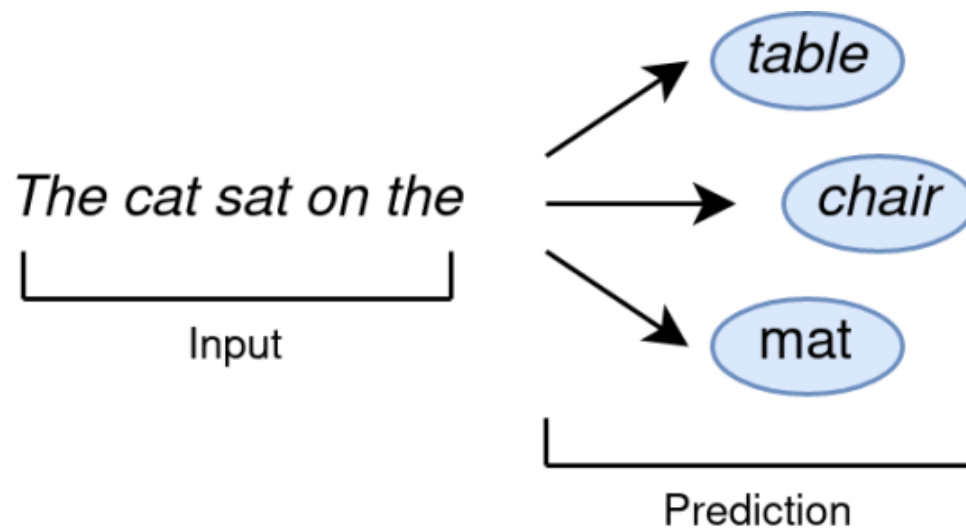 table
The cat sat on the
chair
Input
mat
Prediction